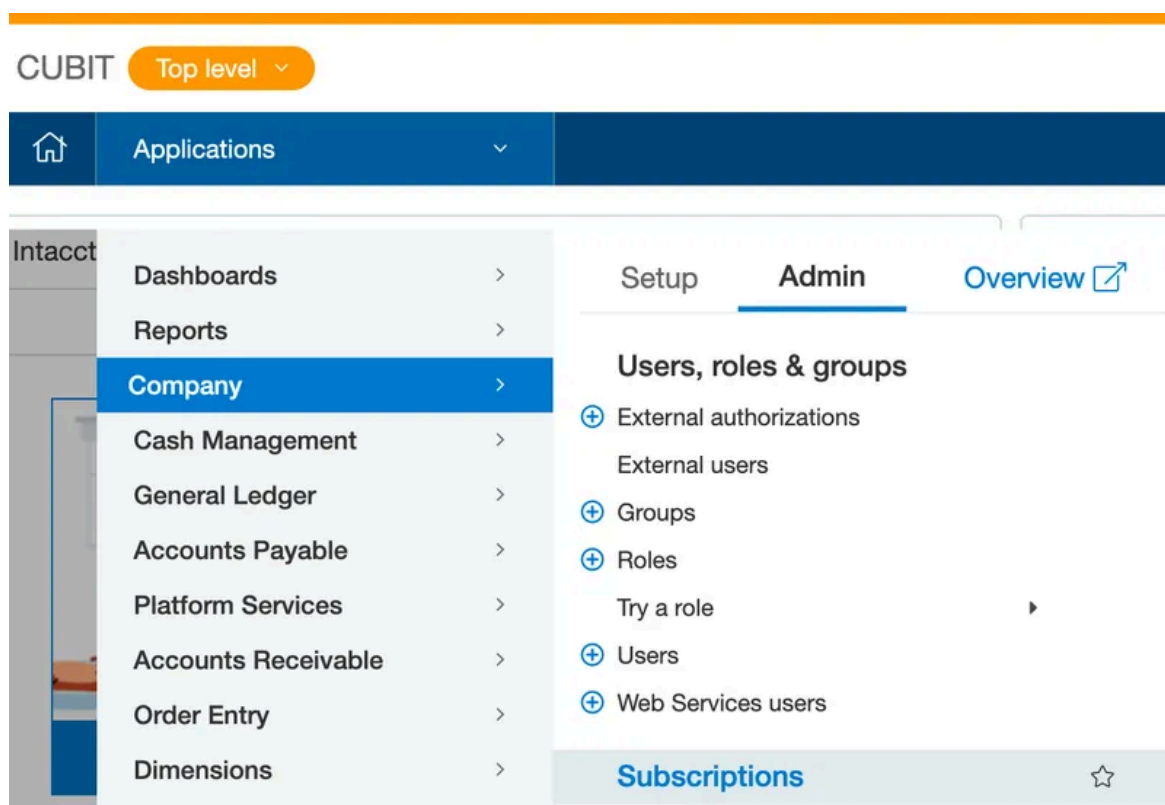 CUBIT Top level
Applications
Intacct
Dashboards
Reports
Company
Cash Management
General Ledger
Accounts Payable
Platform Services
Accounts Receivable
Order Entry
Dimensions
Setup Admin Overview
Users, roles & groups
External authorizations
External users
Groups
Roles
Try a role
Users
Web Services users
Subscriptions